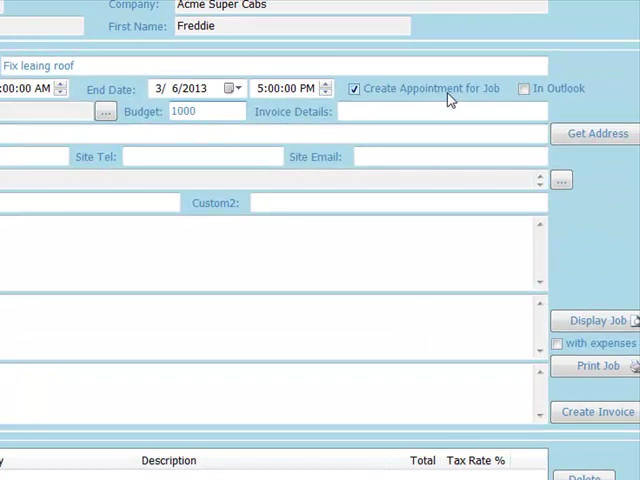 Company: Acme Super Cabs
First Name: Freddie
Fix leaing roof
:00:00 AM End Date: 3/ 6/2013 5:00:00 PM Create Appointment for Job In Outlook
... Budget: 1000 Invoice Details:
Get Address
Site Tel: Site Email:
...
Custom2:
Display Job
with expenses
Print Job
Create Invoice
y Description Total Tax Rate %
Delete